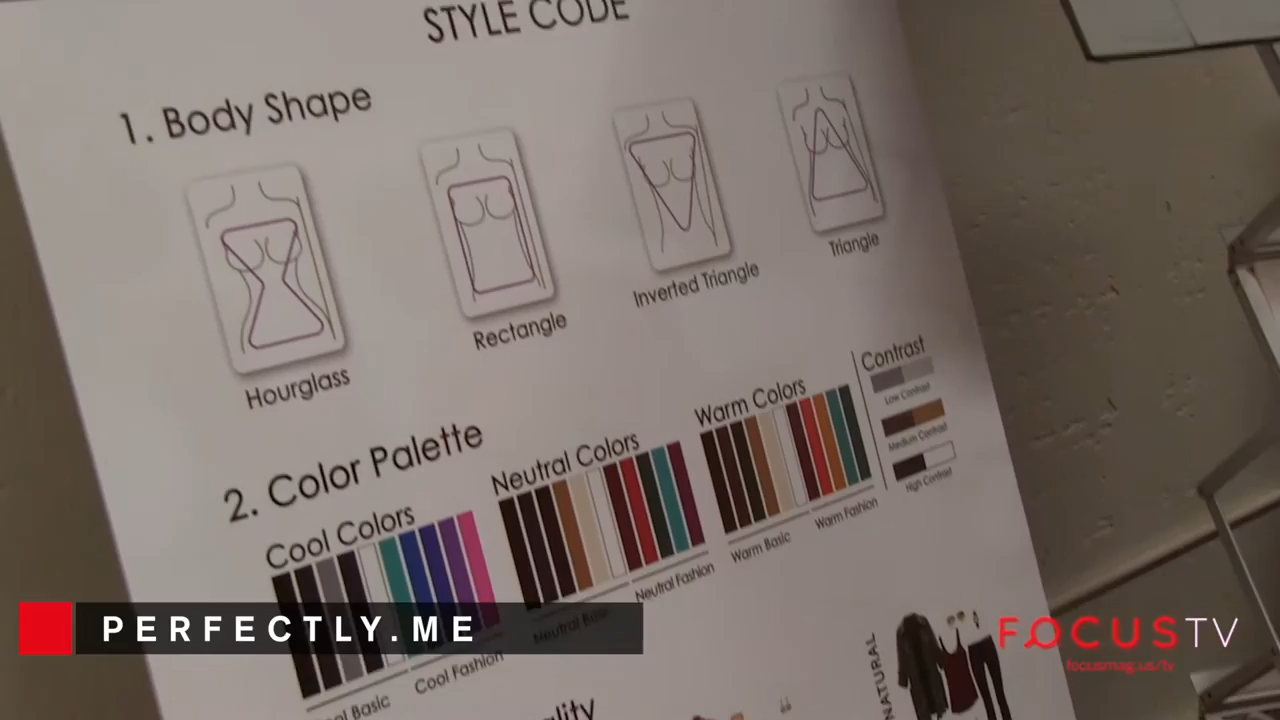 STYLE CODE
1. Body Shape
Hourglass
Rectangle
Inverted Triangle
Triangle
2. Color Palette
Cool Colors
Neutral Colors
Warm Colors
Contrast
Low Contrast
Medium Contrast
High Contrast
Basic
Cool Fashion
Neutral Basic
Neutral Fashion
Warm Basic
Warm Fashion
NATURAL
PERFECTLY.ME
FOCUSTV
focusmag.us/tv